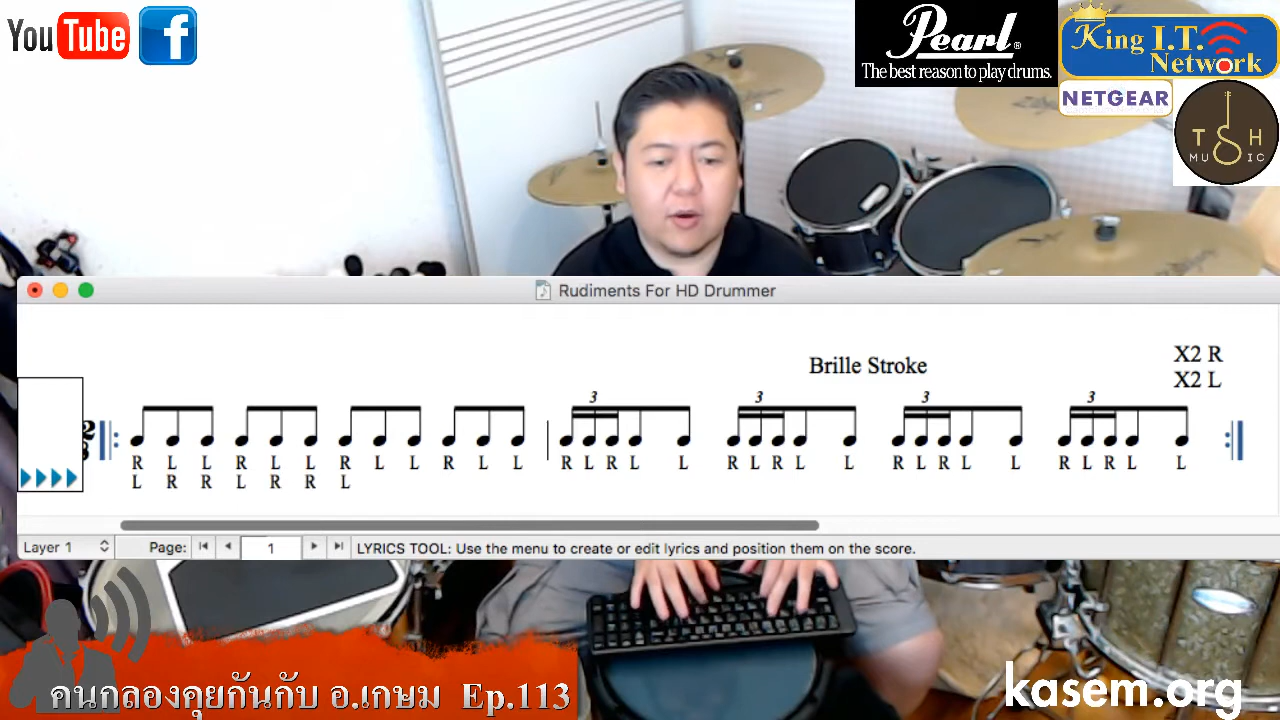 YouTube f
Pearl®
The best reason to play drums.
King I.T.
Network
NETGEAR
T S H
MUSIC
Rudiments For HD Drummer
X2 R
Brille Stroke
X2 L
3 3 3 3
R L L R L L R L L R L L R L R L L R L R L L R L R L L R L R L L
L R R L R R L
Layer 1 Page: 1 LYRICS TOOL: Use the menu to create or edit lyrics and position them on the score.
คนกลองคุยกันกับ อ.เกษม Ep.113
kasem.org